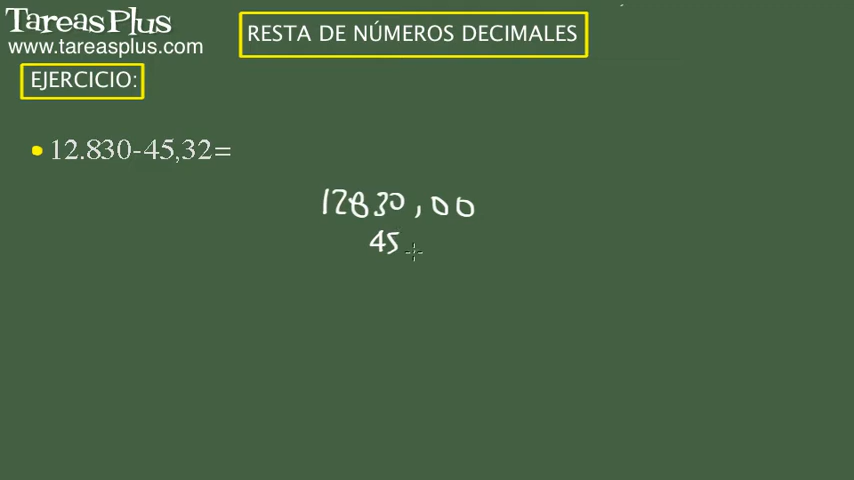 TareasPlus
www.tareasplus.com
RESTA DE NÚMEROS DECIMALES
EJERCICIO:
12.830-45,32=
12830,00
45